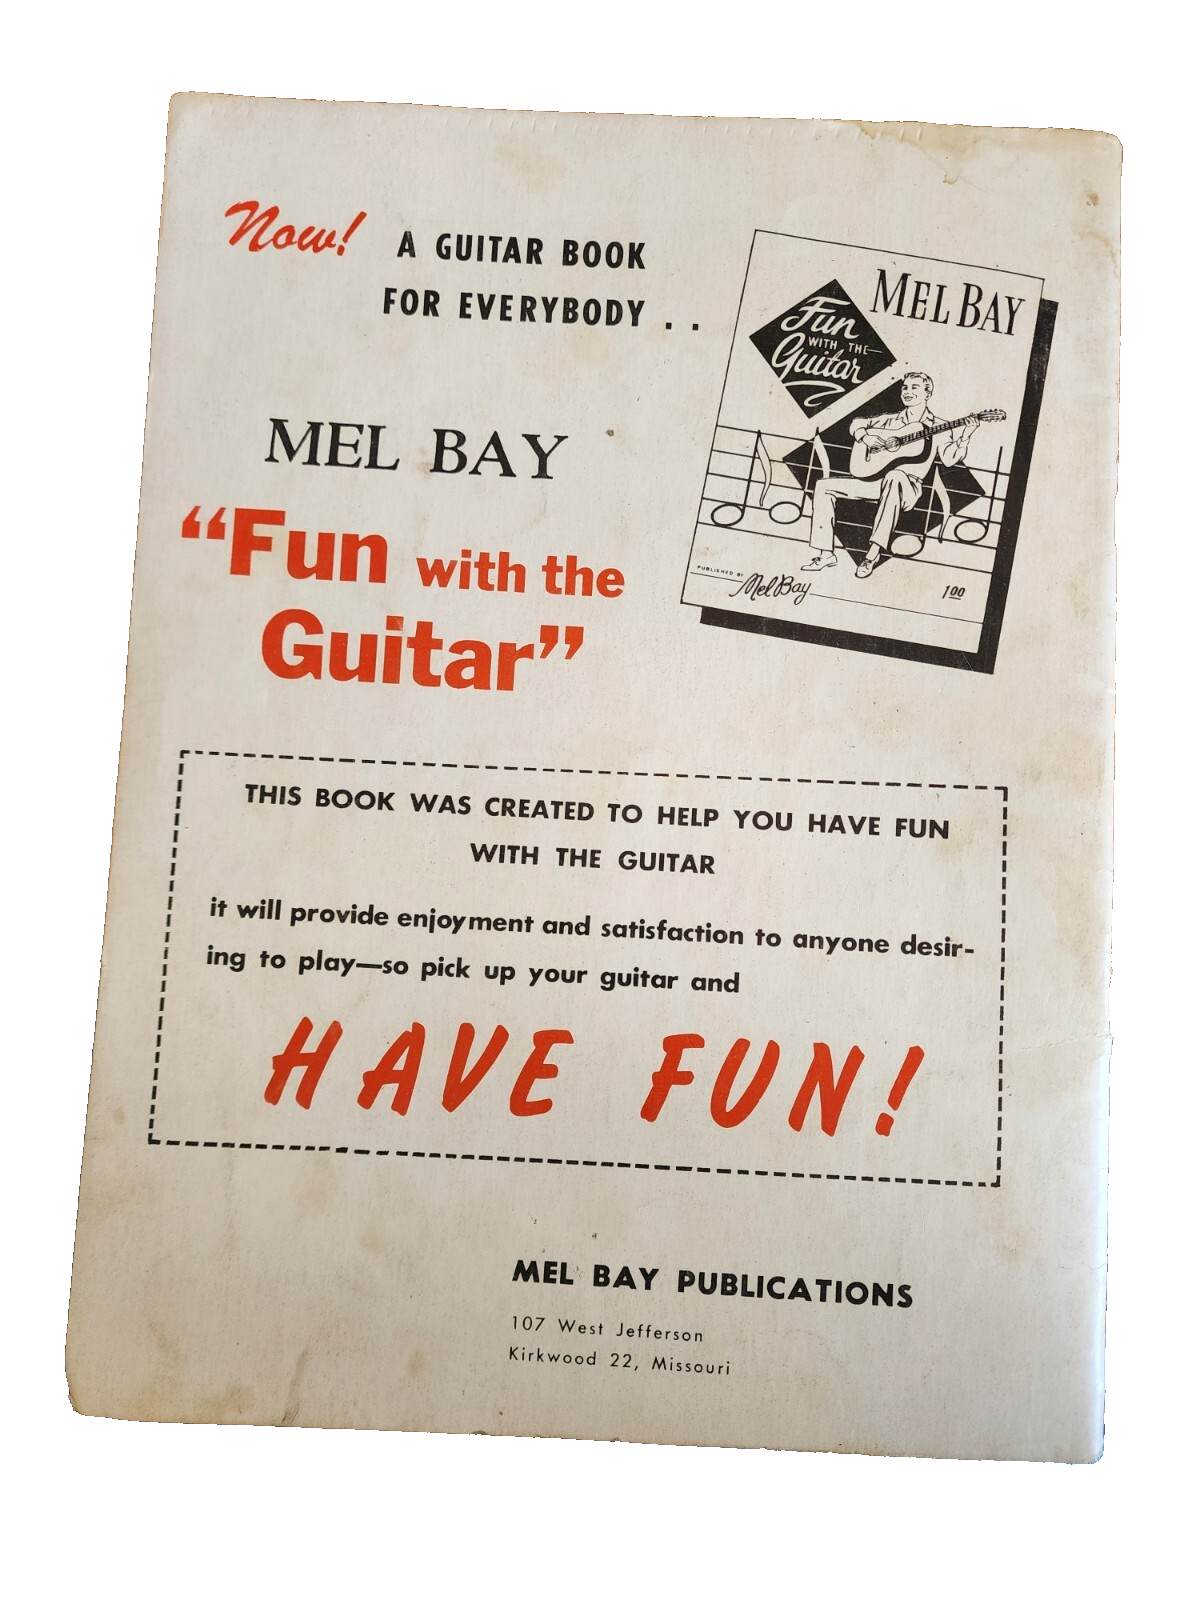 Now! A GUITAR BOOK
FOR EVERYBODY . .
MEL BAY
Fun
WITH THE
Guitar
PUBLISHED BY
Mel Bay
1.00
MEL BAY
“Fun with the
Guitar”
THIS BOOK WAS CREATED TO HELP YOU HAVE FUN
WITH THE GUITAR
it will provide enjoyment and satisfaction to anyone desir-
ing to play—so pick up your guitar and
HAVE FUN!
MEL BAY PUBLICATIONS
107 West Jefferson
Kirkwood 22, Missouri